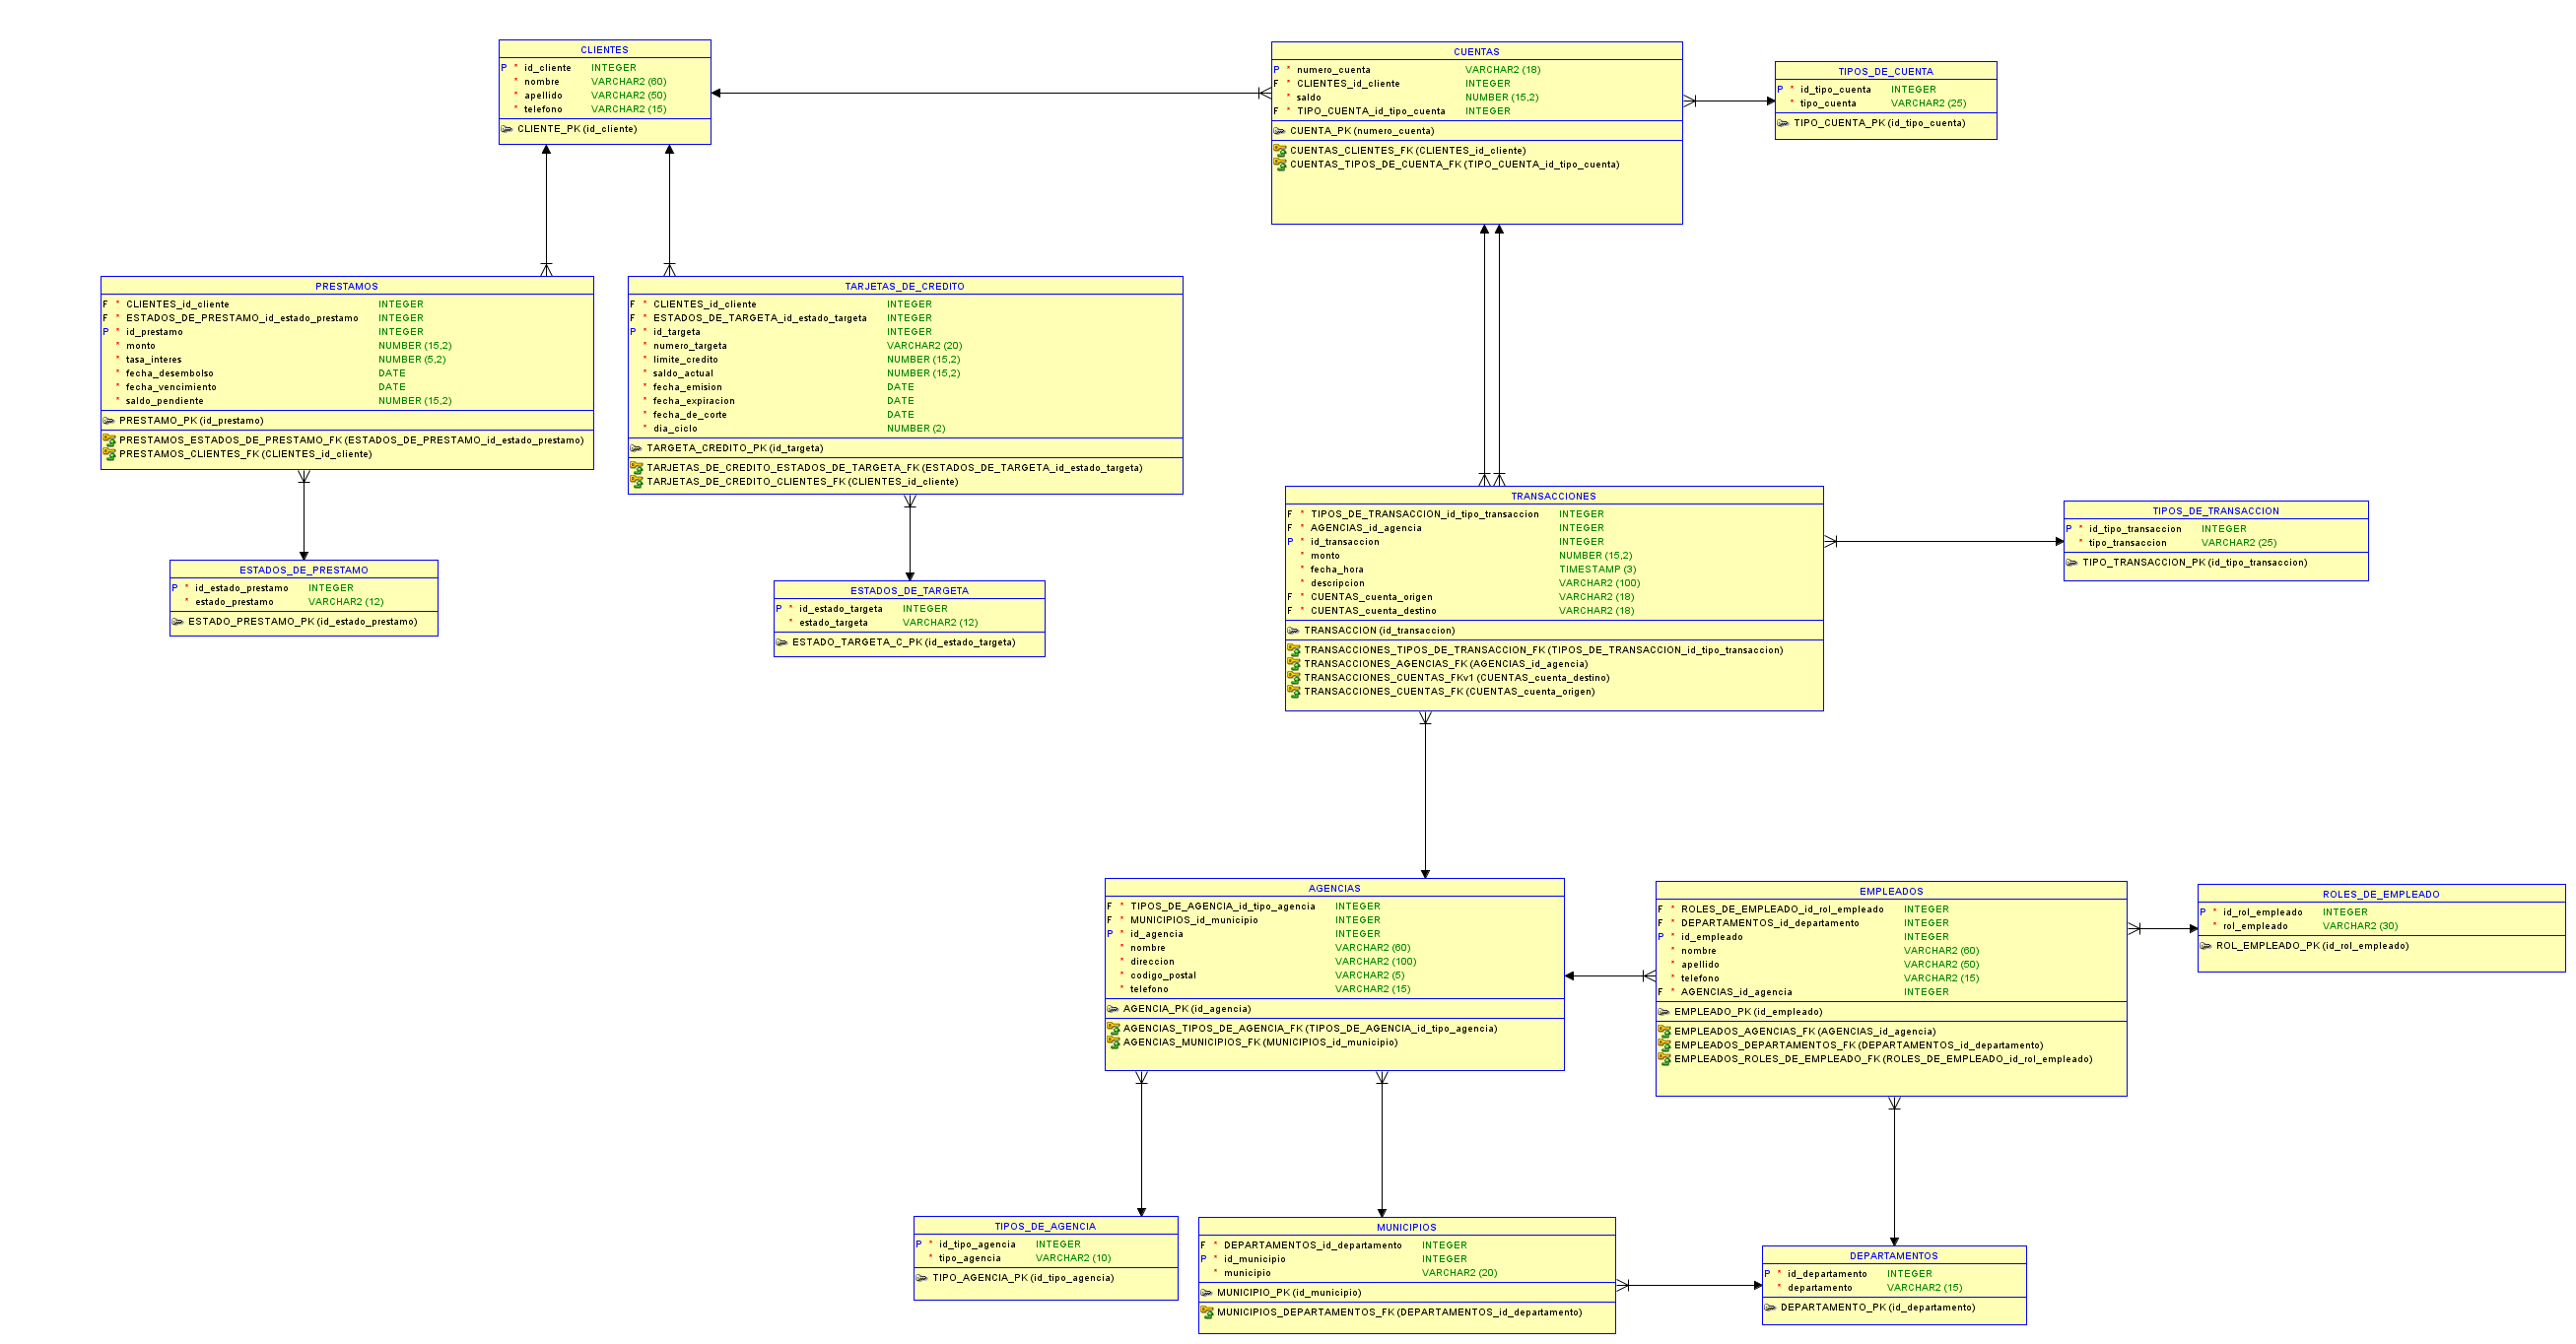 CLIENTES
P * id_cliente INTEGER
* nombre VARCHAR2 (60)
* apellido VARCHAR2 (50)
* telefono VARCHAR2 (15)
CLIENTE_PK (id_cliente)
CUENTAS
P * numero_cuenta VARCHAR2 (18)
F * CLIENTES_id_cliente INTEGER
* saldo NUMBER (15,2)
F * TIPO_CUENTA_id_tipo_cuenta INTEGER
CUENTA_PK (numero_cuenta)
CUENTAS_CLIENTES_FK (CLIENTES_id_cliente)
CUENTAS_TIPOS_DE_CUENTA_FK (TIPO_CUENTA_id_tipo_cuenta)
TIPOS_DE_CUENTA
P * id_tipo_cuenta INTEGER
* tipo_cuenta VARCHAR2 (25)
TIPO_CUENTA_PK (id_tipo_cuenta)
PRESTAMOS
F * CLIENTES_id_cliente INTEGER
F * ESTADOS_DE_PRESTAMO_id_estado_prestamo INTEGER
P * id_prestamo INTEGER
* monto NUMBER (15,2)
* tasa_interes NUMBER (5,2)
* fecha_desembolso DATE
* fecha_vencimiento DATE
* saldo_pendiente NUMBER (15,2)
PRESTAMO_PK (id_prestamo)
PRESTAMOS_ESTADOS_DE_PRESTAMO_FK (ESTADOS_DE_PRESTAMO_id_estado_prestamo)
PRESTAMOS_CLIENTES_FK (CLIENTES_id_cliente)
TARJETAS_DE_CREDITO
F * CLIENTES_id_cliente INTEGER
F * ESTADOS_DE_TARGETA_id_estado_targeta INTEGER
P * id_targeta INTEGER
* numero_targeta VARCHAR2 (20)
* limite_credito NUMBER (15,2)
* saldo_actual NUMBER (15,2)
* fecha_emision DATE
* fecha_expiracion DATE
* fecha_de_corte DATE
* dia_ciclo NUMBER (2)
TARGETA_CREDITO_PK (id_targeta)
TARJETAS_DE_CREDITO_ESTADOS_DE_TARGETA_FK (ESTADOS_DE_TARGETA_id_estado_targeta)
TARJETAS_DE_CREDITO_CLIENTES_FK (CLIENTES_id_cliente)
ESTADOS_DE_PRESTAMO
P * id_estado_prestamo INTEGER
* estado_prestamo VARCHAR2 (12)
ESTADO_PRESTAMO_PK (id_estado_prestamo)
ESTADOS_DE_TARGETA
P * id_estado_targeta INTEGER
* estado_targeta VARCHAR2 (12)
ESTADO_TARGETA_C_PK (id_estado_targeta)
TRANSACCIONES
F * TIPOS_DE_TRANSACCION_id_tipo_transaccion INTEGER
F * AGENCIAS_id_agencia INTEGER
P * id_transaccion INTEGER
* monto NUMBER (15,2)
* fecha_hora TIMESTAMP (3)
* descripcion VARCHAR2 (100)
F * CUENTAS_cuenta_origen VARCHAR2 (18)
F * CUENTAS_cuenta_destino VARCHAR2 (18)
TRANSACCION (id_transaccion)
TRANSACCIONES_TIPOS_DE_TRANSACCION_FK (TIPOS_DE_TRANSACCION_id_tipo_transaccion)
TRANSACCIONES_AGENCIAS_FK (AGENCIAS_id_agencia)
TRANSACCIONES_CUENTAS_FKv1 (CUENTAS_cuenta_destino)
TRANSACCIONES_CUENTAS_FK (CUENTAS_cuenta_origen)
TIPOS_DE_TRANSACCION
P * id_tipo_transaccion INTEGER
* tipo_transaccion VARCHAR2 (25)
TIPO_TRANSACCION_PK (id_tipo_transaccion)
AGENCIAS
F * TIPOS_DE_AGENCIA_id_tipo_agencia INTEGER
F * MUNICIPIOS_id_municipio INTEGER
P * id_agencia INTEGER
* nombre VARCHAR2 (60)
* direccion VARCHAR2 (100)
* codigo_postal VARCHAR2 (5)
* telefono VARCHAR2 (15)
AGENCIA_PK (id_agencia)
AGENCIAS_TIPOS_DE_AGENCIA_FK (TIPOS_DE_AGENCIA_id_tipo_agencia)
AGENCIAS_MUNICIPIOS_FK (MUNICIPIOS_id_municipio)
EMPLEADOS
F * ROLES_DE_EMPLEADO_id_rol_empleado INTEGER
F * DEPARTAMENTOS_id_departamento INTEGER
P * id_empleado INTEGER
* nombre VARCHAR2 (60)
* apellido VARCHAR2 (50)
* telefono VARCHAR2 (15)
F * AGENCIAS_id_agencia INTEGER
EMPLEADO_PK (id_empleado)
EMPLEADOS_AGENCIAS_FK (AGENCIAS_id_agencia)
EMPLEADOS_DEPARTAMENTOS_FK (DEPARTAMENTOS_id_departamento)
EMPLEADOS_ROLES_DE_EMPLEADO_FK (ROLES_DE_EMPLEADO_id_rol_empleado)
ROLES_DE_EMPLEADO
P * id_rol_empleado INTEGER
* rol_empleado VARCHAR2 (30)
ROL_EMPLEADO_PK (id_rol_empleado)
TIPOS_DE_AGENCIA
P * id_tipo_agencia INTEGER
* tipo_agencia VARCHAR2 (10)
TIPO_AGENCIA_PK (id_tipo_agencia)
MUNICIPIOS
F * DEPARTAMENTOS_id_departamento INTEGER
P * id_municipio INTEGER
* municipio VARCHAR2 (20)
MUNICIPIO_PK (id_municipio)
MUNICIPIOS_DEPARTAMENTOS_FK (DEPARTAMENTOS_id_departamento)
DEPARTAMENTOS
P * id_departamento INTEGER
* departamento VARCHAR2 (15)
DEPARTAMENTO_PK (id_departamento)